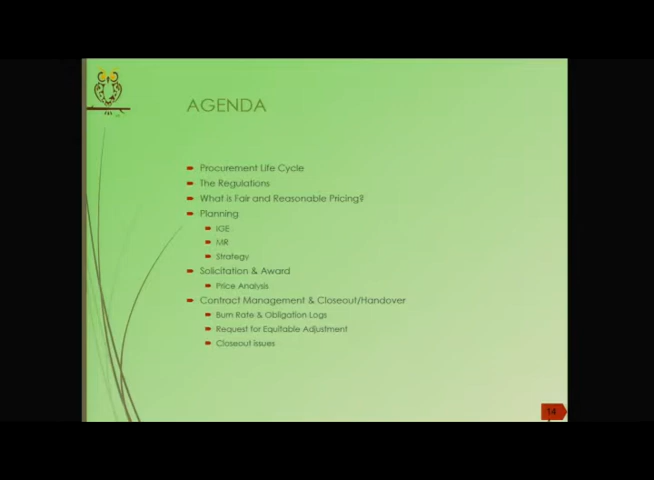 AGENDA
Procurement Life Cycle
The Regulations
What is Fair and Reasonable Pricing?
Planning
IGE
MR
Strategy
Solicitation & Award
Price Analysis
Contract Management & Closeout/Handover
Burn Rate & Obligation Logs
Request for Equitable Adjustment
Closeout issues
14